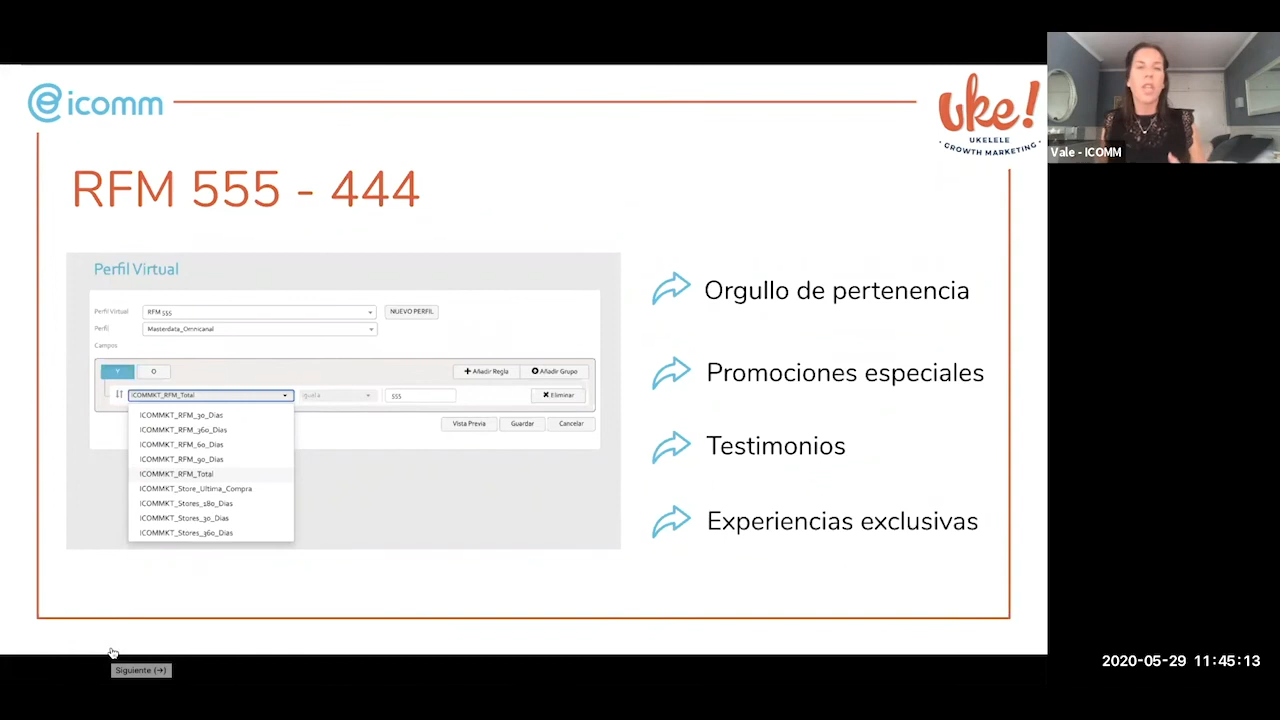 icomm
uke!
UKELELE
· GROWTH MARKETING ·
Vale - ICOMM
RFM 555 - 444
Perfil Virtual
Perfil Virtual
RFM 555
NUEVO PERFIL
Perfil
Masterdata_Omnicanal
Campos
Y
O
Añadir Regla
Añadir Grupo
ICOMMKT_RFM_Total
iguala
555
Eliminar
ICOMMKT_RFM_30_Dias
ICOMMKT_RFM_360_Dias
ICOMMKT_RFM_60_Dias
ICOMMKT_RFM_90_Dias
ICOMMKT_RFM_Total
ICOMMKT_Store_Ultima_Compra
ICOMMKT_Stores_180_Dias
ICOMMKT_Stores_30_Dias
ICOMMKT_Stores_360_Dias
Vista Previa
Guardar
Cancelar
Orgullo de pertenencia
Promociones especiales
Testimonios
Experiencias exclusivas
Siguiente (→)
2020-05-29 11:45:13